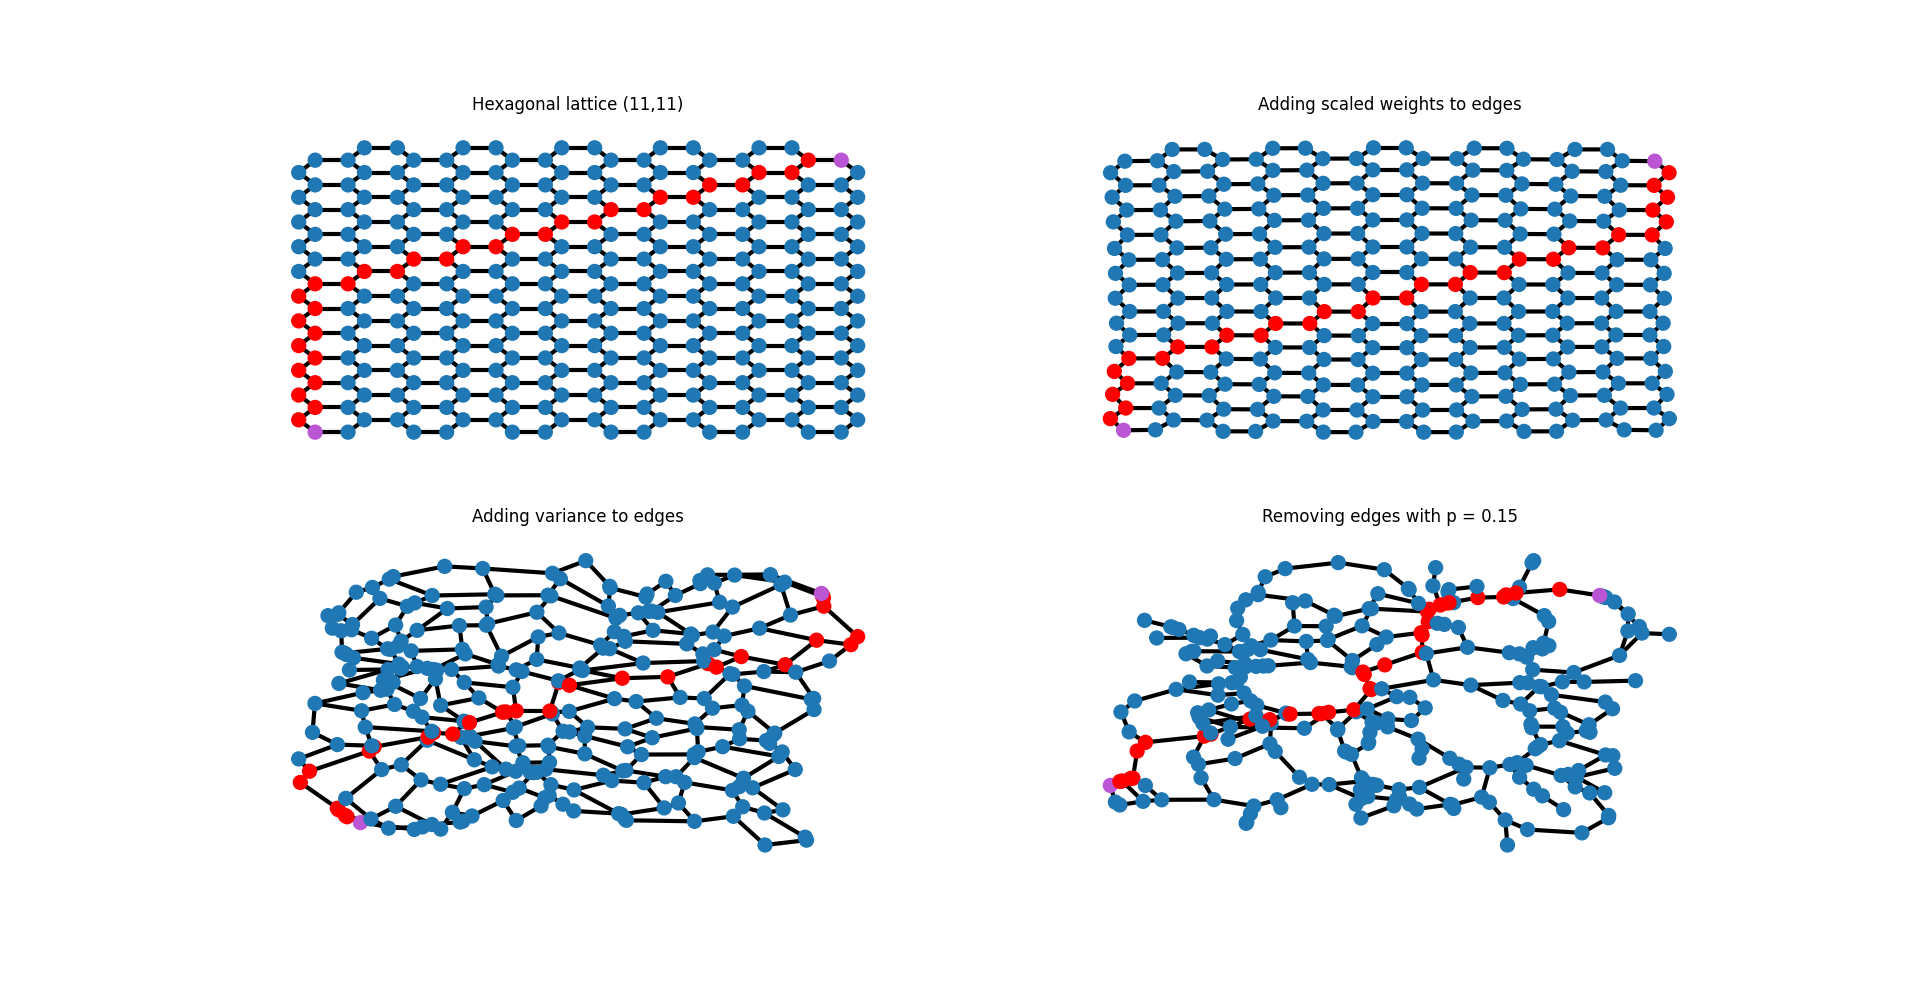 Hexagonal lattice (11,11)
Adding scaled weights to edges
Adding variance to edges
Removing edges with p = 0.15